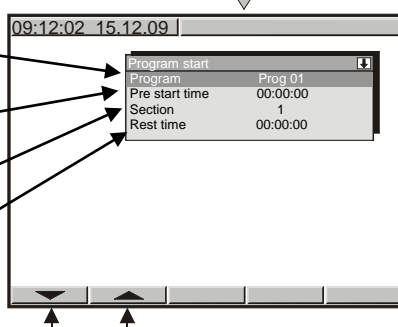 09:12:02 15.12.09
Program start
Program Prog 01
Pre start time 00:00:00
Section 1
Rest time 00:00:00